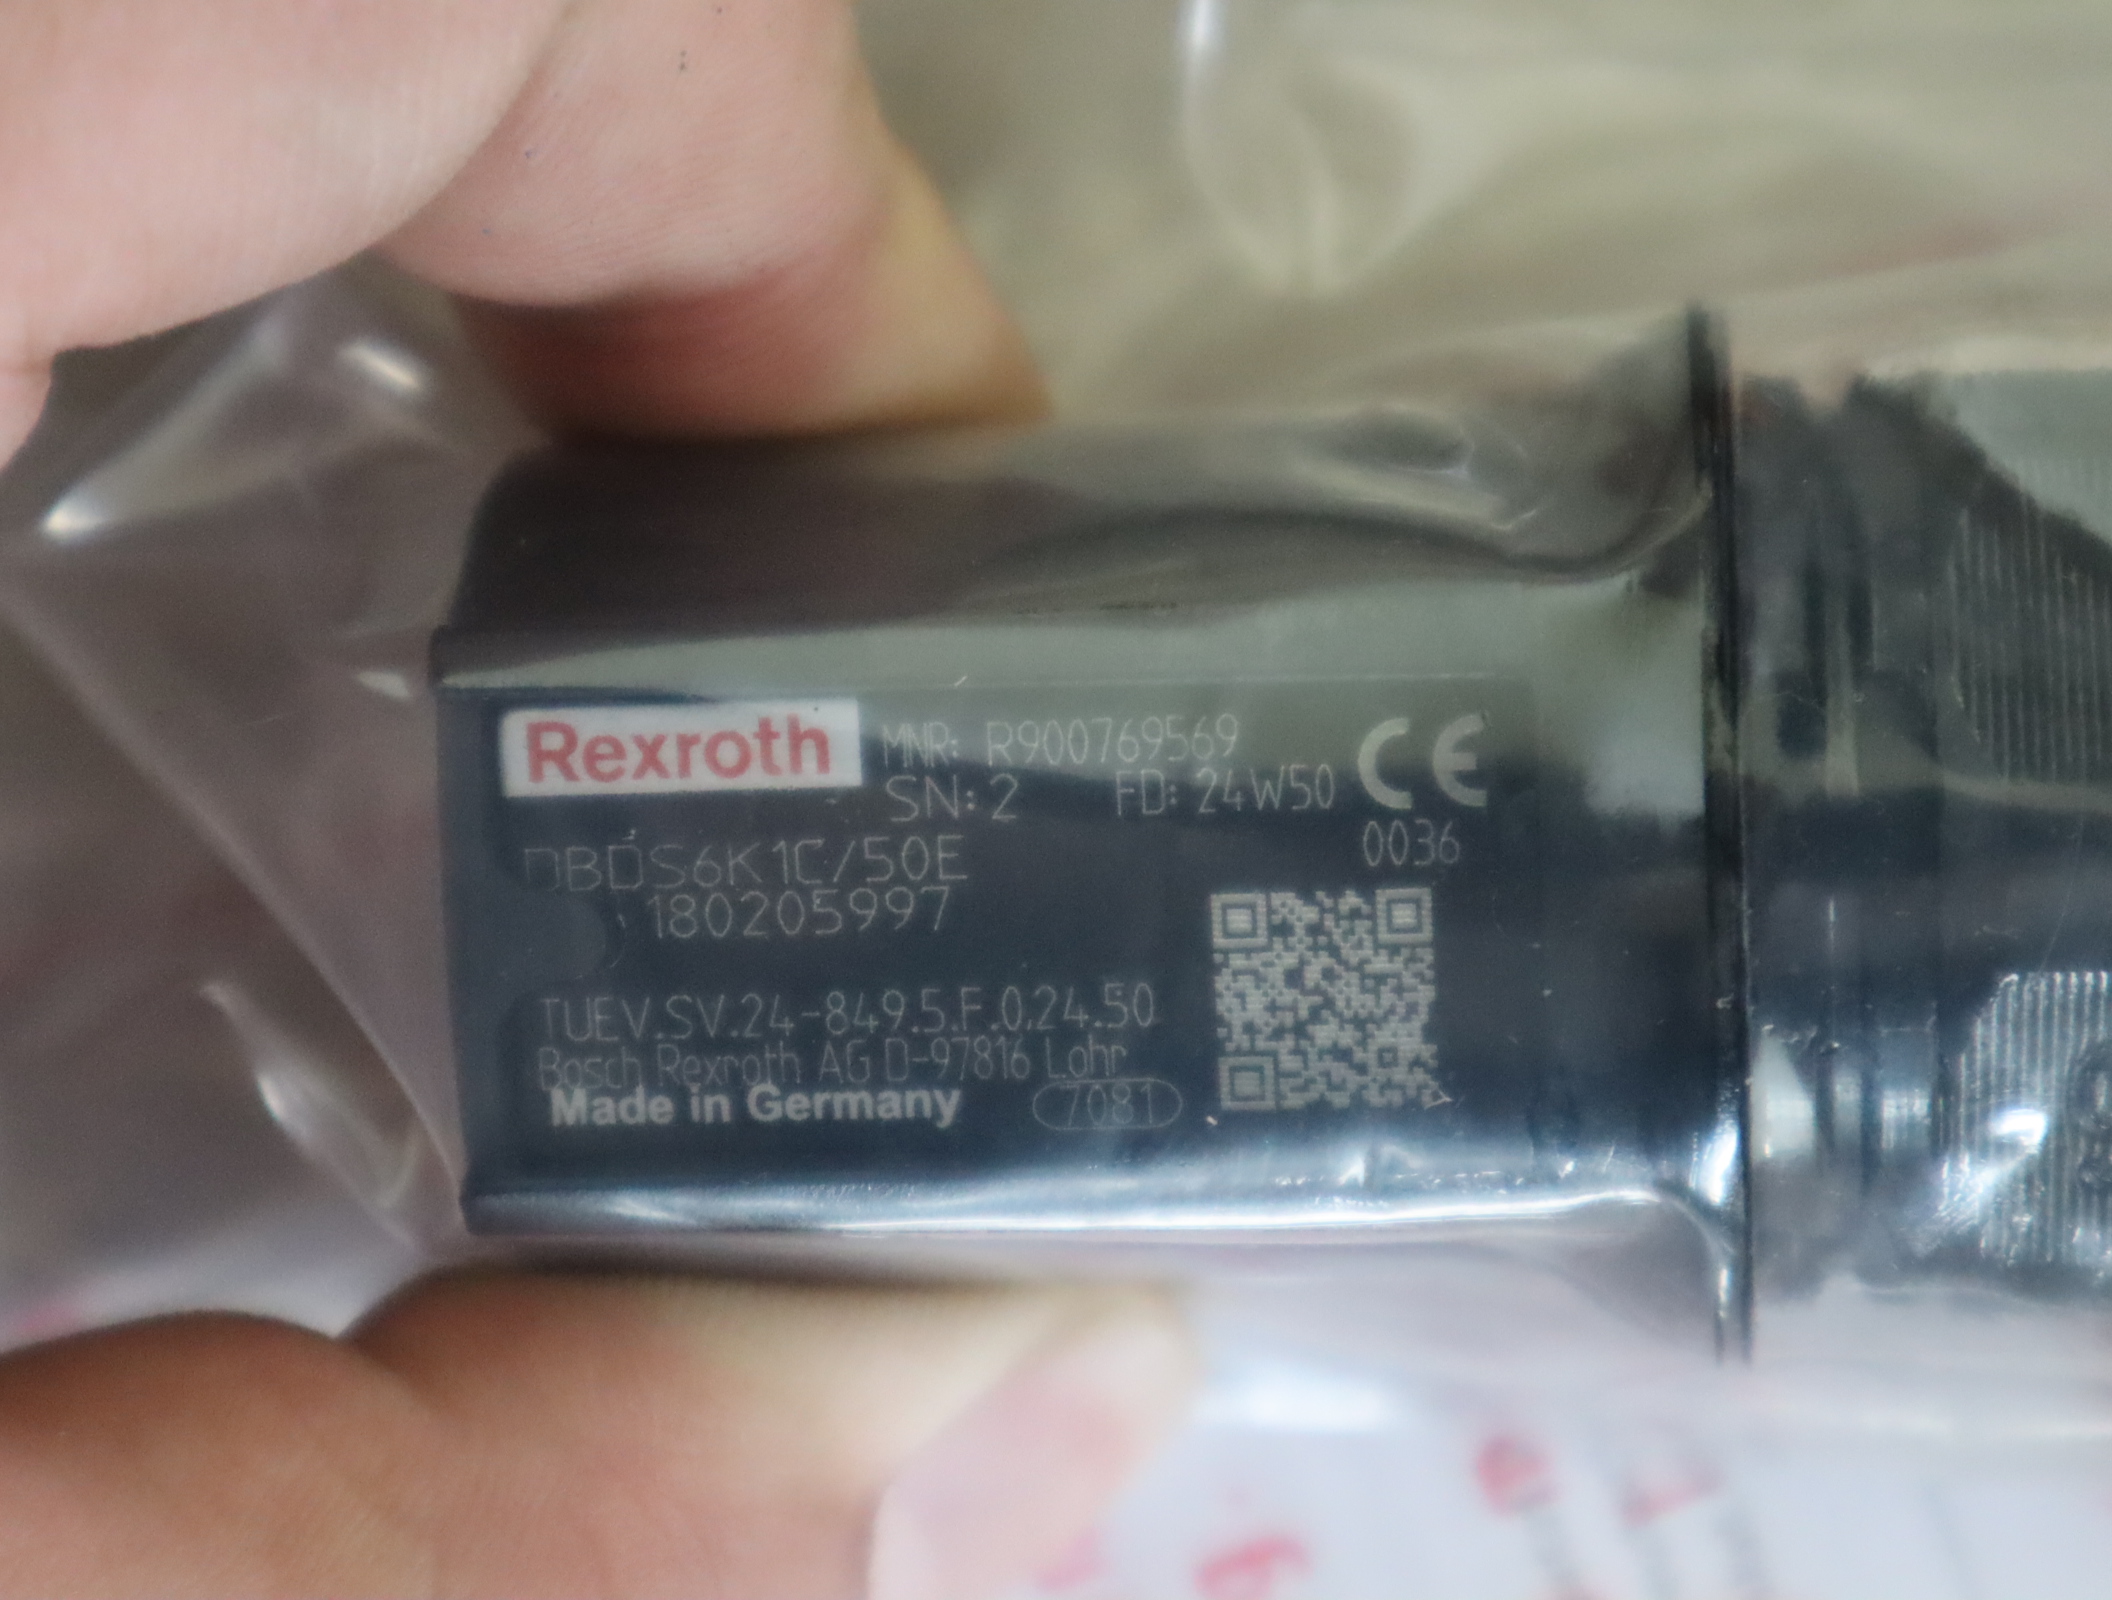 Rexroth
MNR: R900769569
SN: 2 FD: 24W50
CE
0036
DBDS6K1C/50E
180205997
TUEV.SV.24-849.5.F.0,24.50
Bosch Rexroth AG D-97816 Lohr
Made in Germany
7081